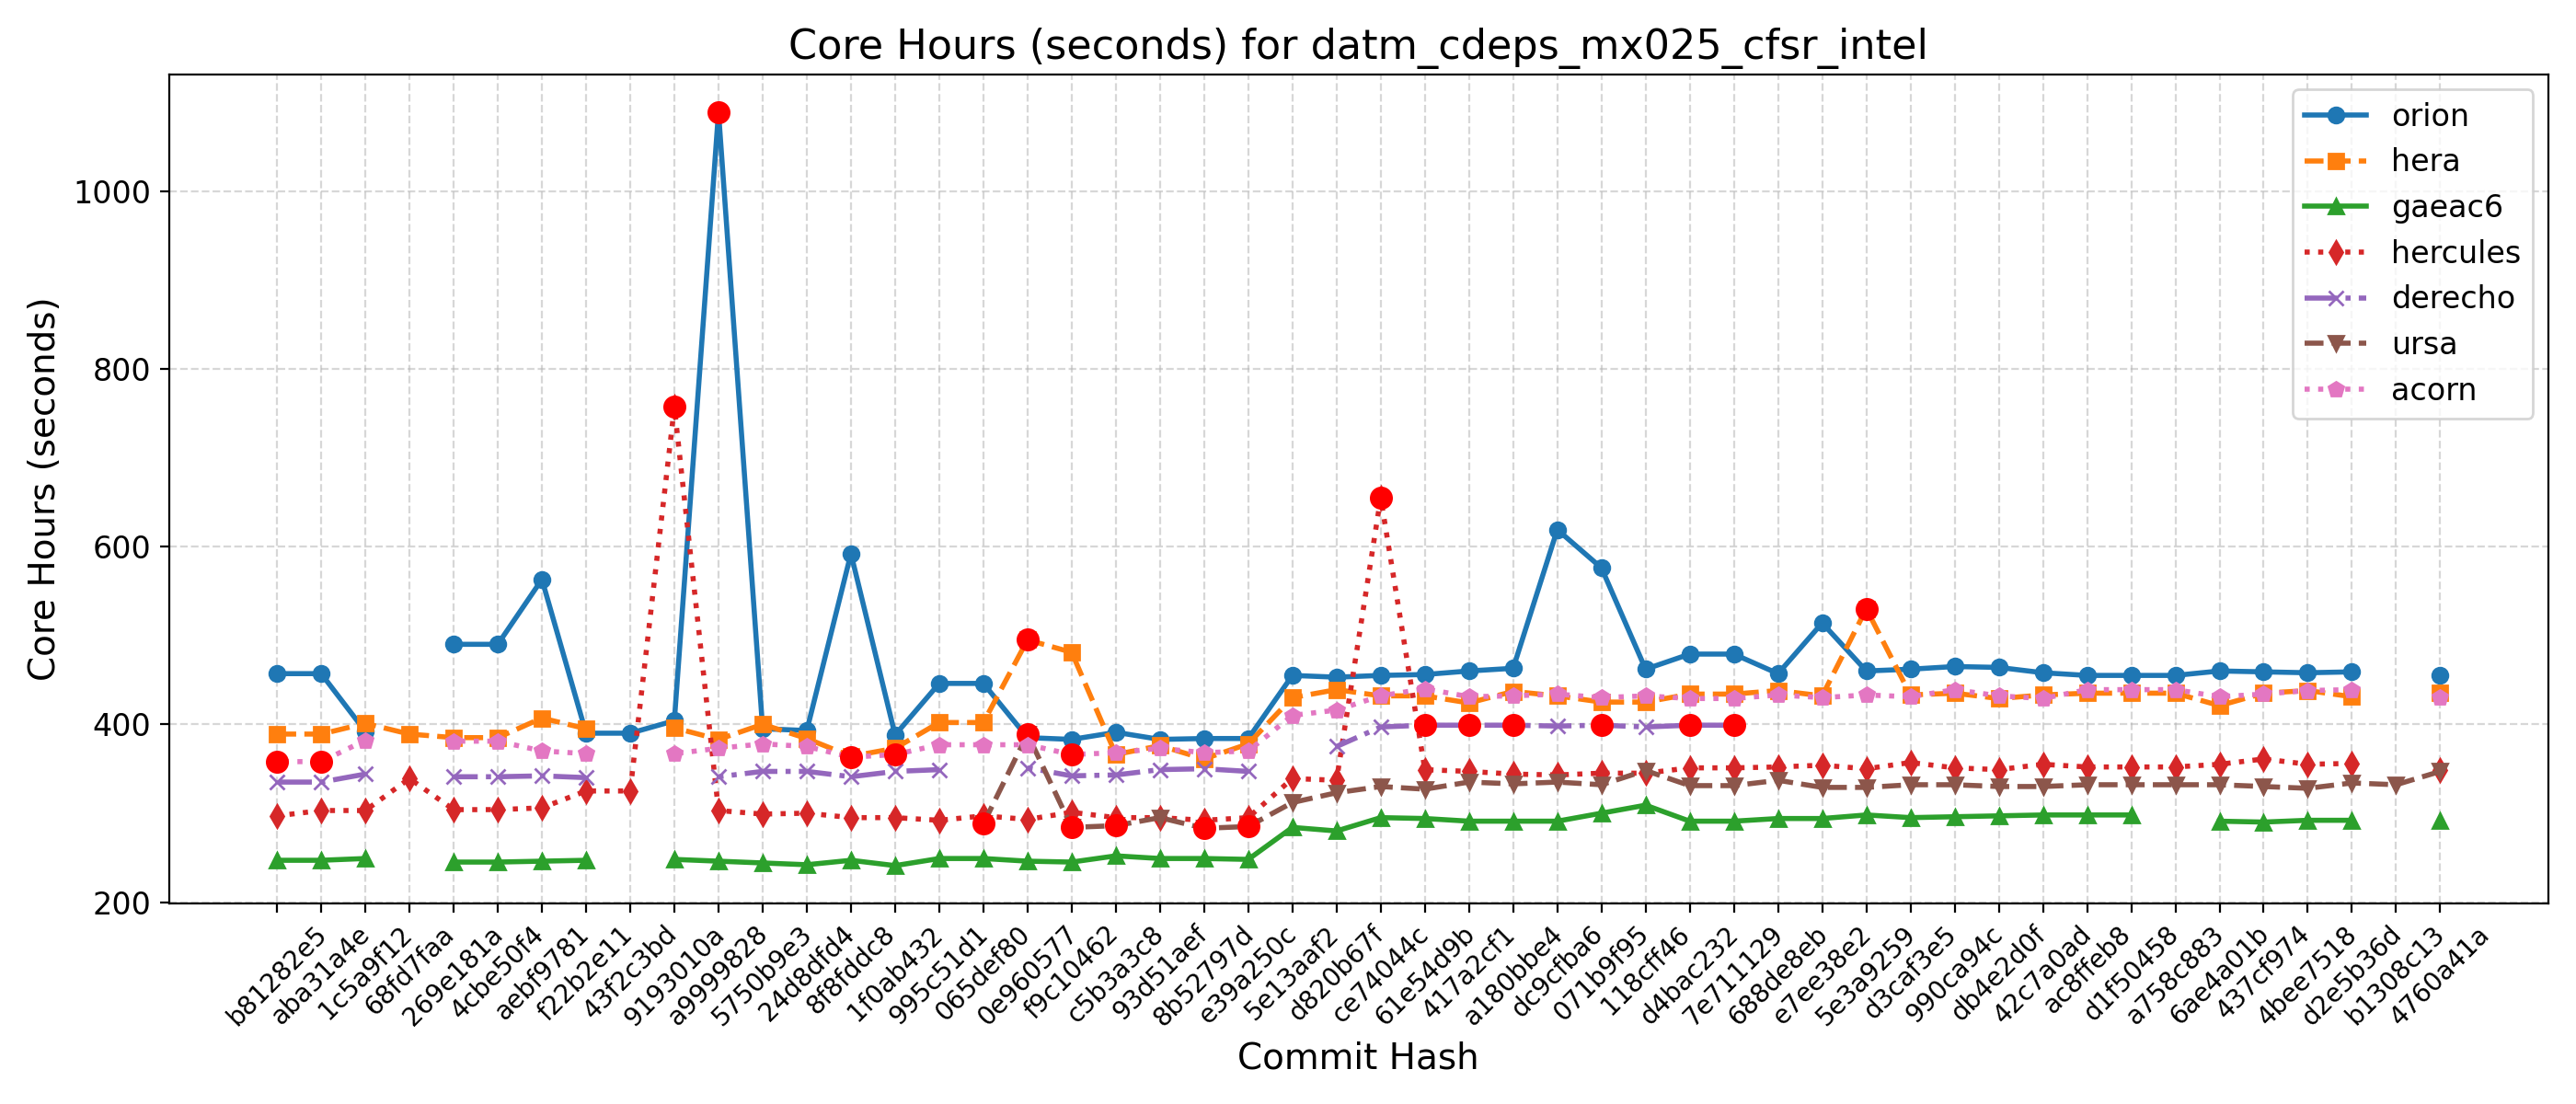 Core Hours (seconds) for datm_cdeps_mx025_cfsr_intel
Core Hours (seconds)
1000
800
600
400
200
orion
hera
gaeac6
hercules
derecho
ursa
acorn
b81282e5
aba31a4e
1c5a9f12
68fd7faa
269e181a
4cbe50f4
aebf9781
f22b2e11
43f2c3bd
9193010a
a9999828
5750b9e3
24d8dfd4
8f8fddc8
1f0ab432
995c51d1
065def80
0e960577
f9c10462
c5b3a3c8
93d51aef
8b52797d
e39a250c
5e13aaf2
d820b67f
ce74044c
61e54d9b
417a2cf1
a180bbe4
dc9cfba6
071b9f95
118cff46
d4bac232
7e711129
688de8eb
e7ee38e2
5e3a9259
d3caf3e5
990ca94c
db4e2d0f
42c7a0ad
ac8ffeb8
d1f50458
a758c883
6ae4a01b
437cf974
4bee7518
d2e5b36d
b1308c13
4760a41a
Commit Hash